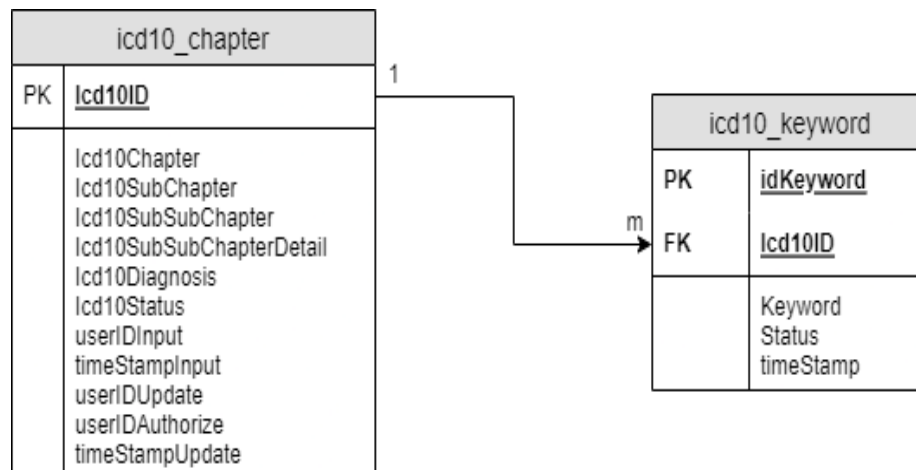 icd10_chapter
PK Icd10ID
Icd10Chapter
Icd10SubChapter
Icd10SubSubChapter
Icd10SubSubChapterDetail
Icd10Diagnosis
Icd10Status
userIDInput
timeStampInput
userIDUpdate
userIDAuthorize
timeStampUpdate
1
m
icd10_keyword
PK idKeyword
FK Icd10ID
Keyword
Status
timeStamp